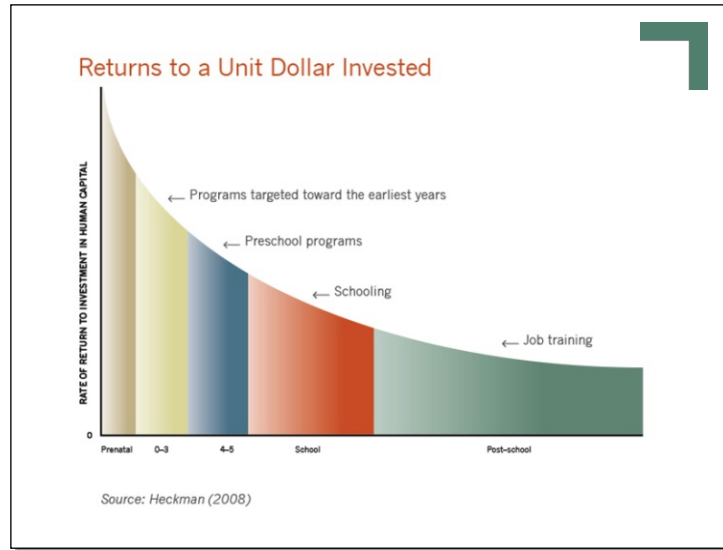 Returns to a Unit Dollar Invested
RATE OF RETURN TO INVESTMENT IN HUMAN CAPITAL
← Programs targeted toward the earliest years
← Preschool programs
← Schooling
← Job training
0
Prenatal 0–3 4–5 School Post-school
Source: Heckman (2008)